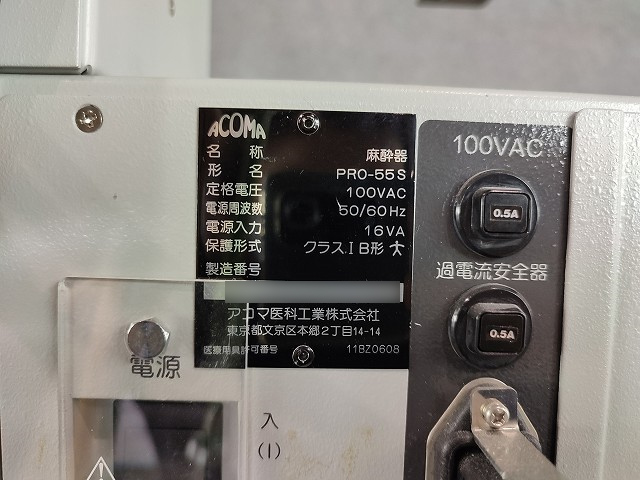 ACOMA
名称 麻酔器
形名 PRO-55S
定格電圧 100VAC
電源周波数 50/60Hz
電源入力 16VA
保護形式 クラスI B形
製造番号
アコマ医科工業株式会社
東京都文京区本郷2丁目14-14
医療用具許可番号 11BZ0608
100VAC
0.5A
過電流安全器
0.5A
電源
入
(I)